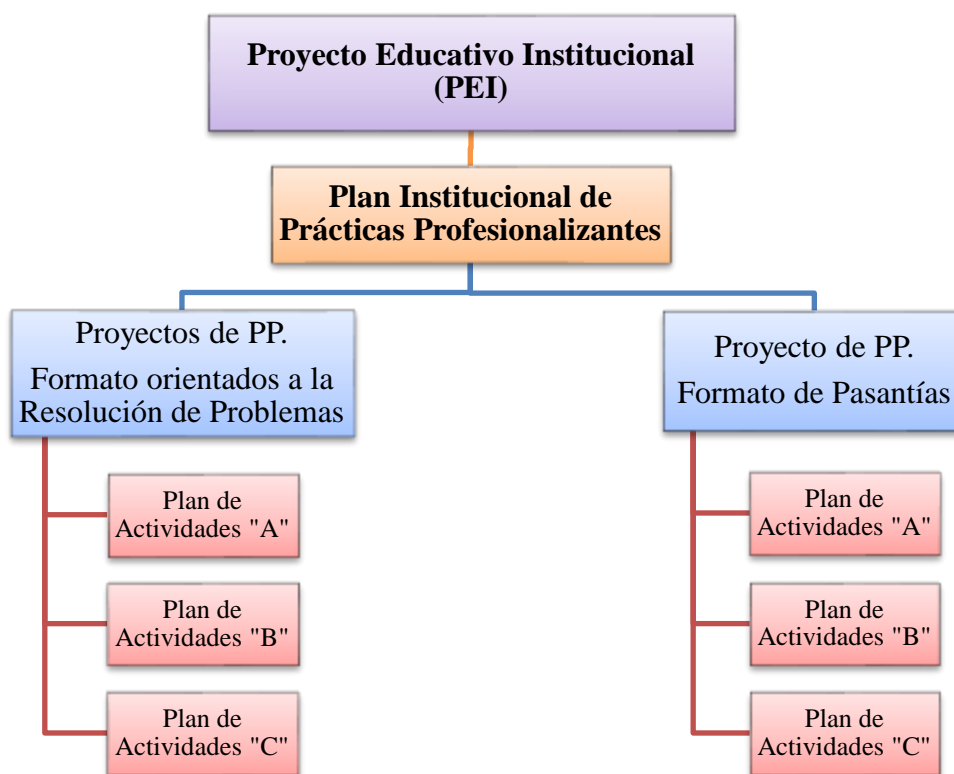 Proyecto Educativo Institucional
(PEI)
Plan Institucional de
Prácticas Profesionalizantes
Proyectos de PP.
Formato orientados a la
Resolución de Problemas
Plan de
Actividades "A"
Plan de
Actividades "B"
Plan de
Actividades "C"
Proyecto de PP.
Formato de Pasantías
Plan de
Actividades "A"
Plan de
Actividades "B"
Plan de
Actividades "C"